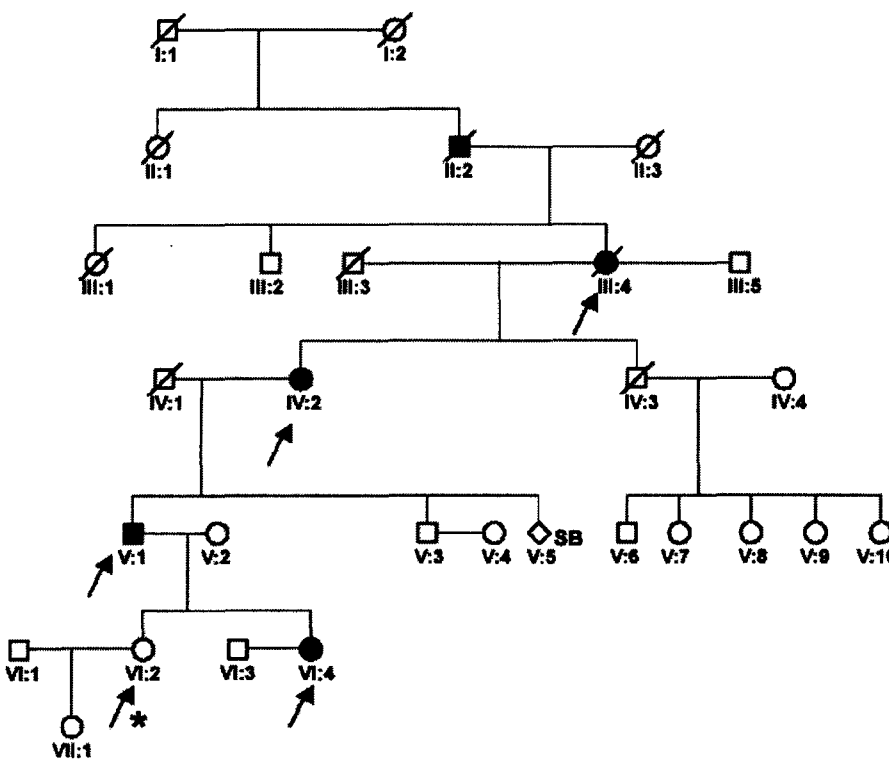 I:1 I:2
II:1 II:2 II:3
III:1 III:2 III:3 III:4 III:5
IV:1 IV:2 IV:3 IV:4
V:1 V:2 V:3 V:4 V:5 SB V:6 V:7 V:8 V:9 V:10
VI:1 VI:2 VI:3 VI:4
*
VII:1